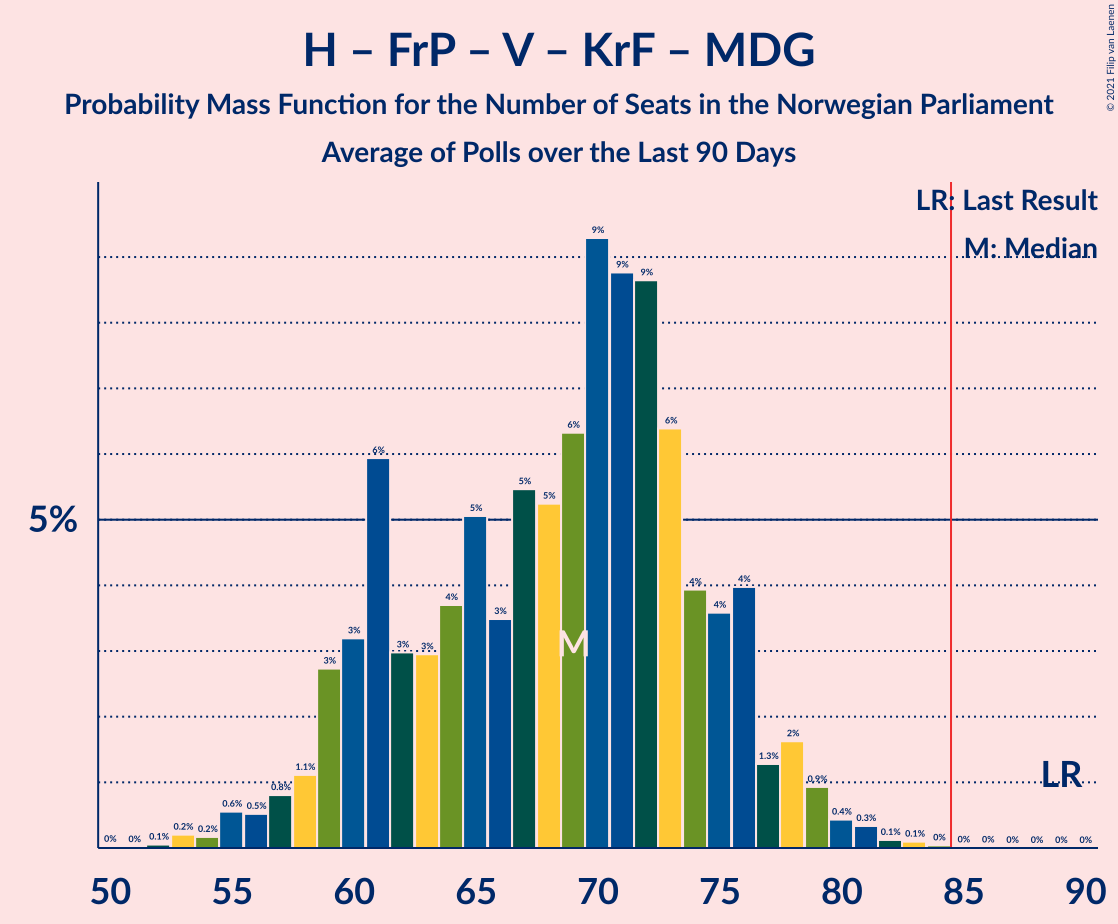 H – FrP – V – KrF – MDG
Probability Mass Function for the Number of Seats in the Norwegian Parliament
Average of Polls over the Last 90 Days
© 2021 Filip van Laenen
LR: Last Result
M: Median
5%
0% 0% 0.1% 0.2% 0.2% 0.6% 0.5% 0.8% 1.1% 3% 3% 6% 3% 3% 4% 5% 3% 5% 5% 6% 9% 9% 9% 6% 4% 4% 4% 1.3% 2% 0.9% 0.4% 0.3% 0.1% 0.1% 0% 0% 0% 0% 0% 0% 0%
M
LR
50 55 60 65 70 75 80 85 90